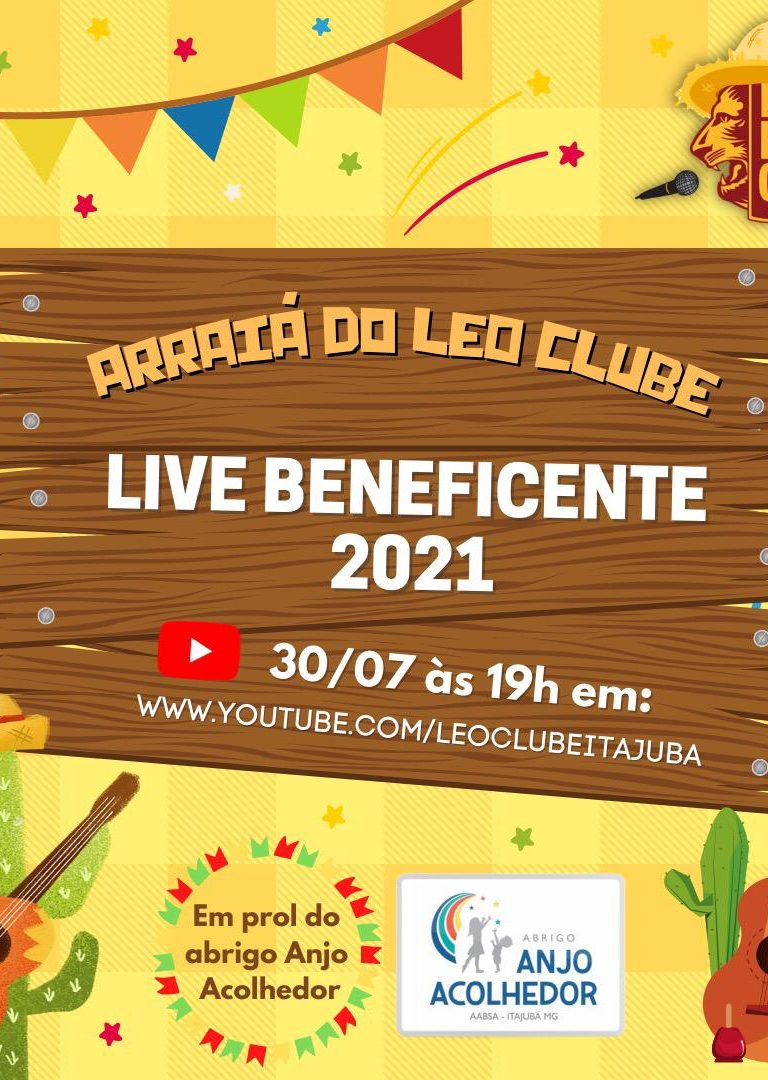 ARRAIÁ DO LEO CLUBE
LIVE BENEFICENTE
2021
30/07 às 19h em:
WWW.YOUTUBE.COM/LEOCLUBEITAJUBA
Em prol do
abrigo Anjo
Acolhedor
ABRIGO
ANJO
ACOLHEDOR
AABSA - ITAJUBÁ MG